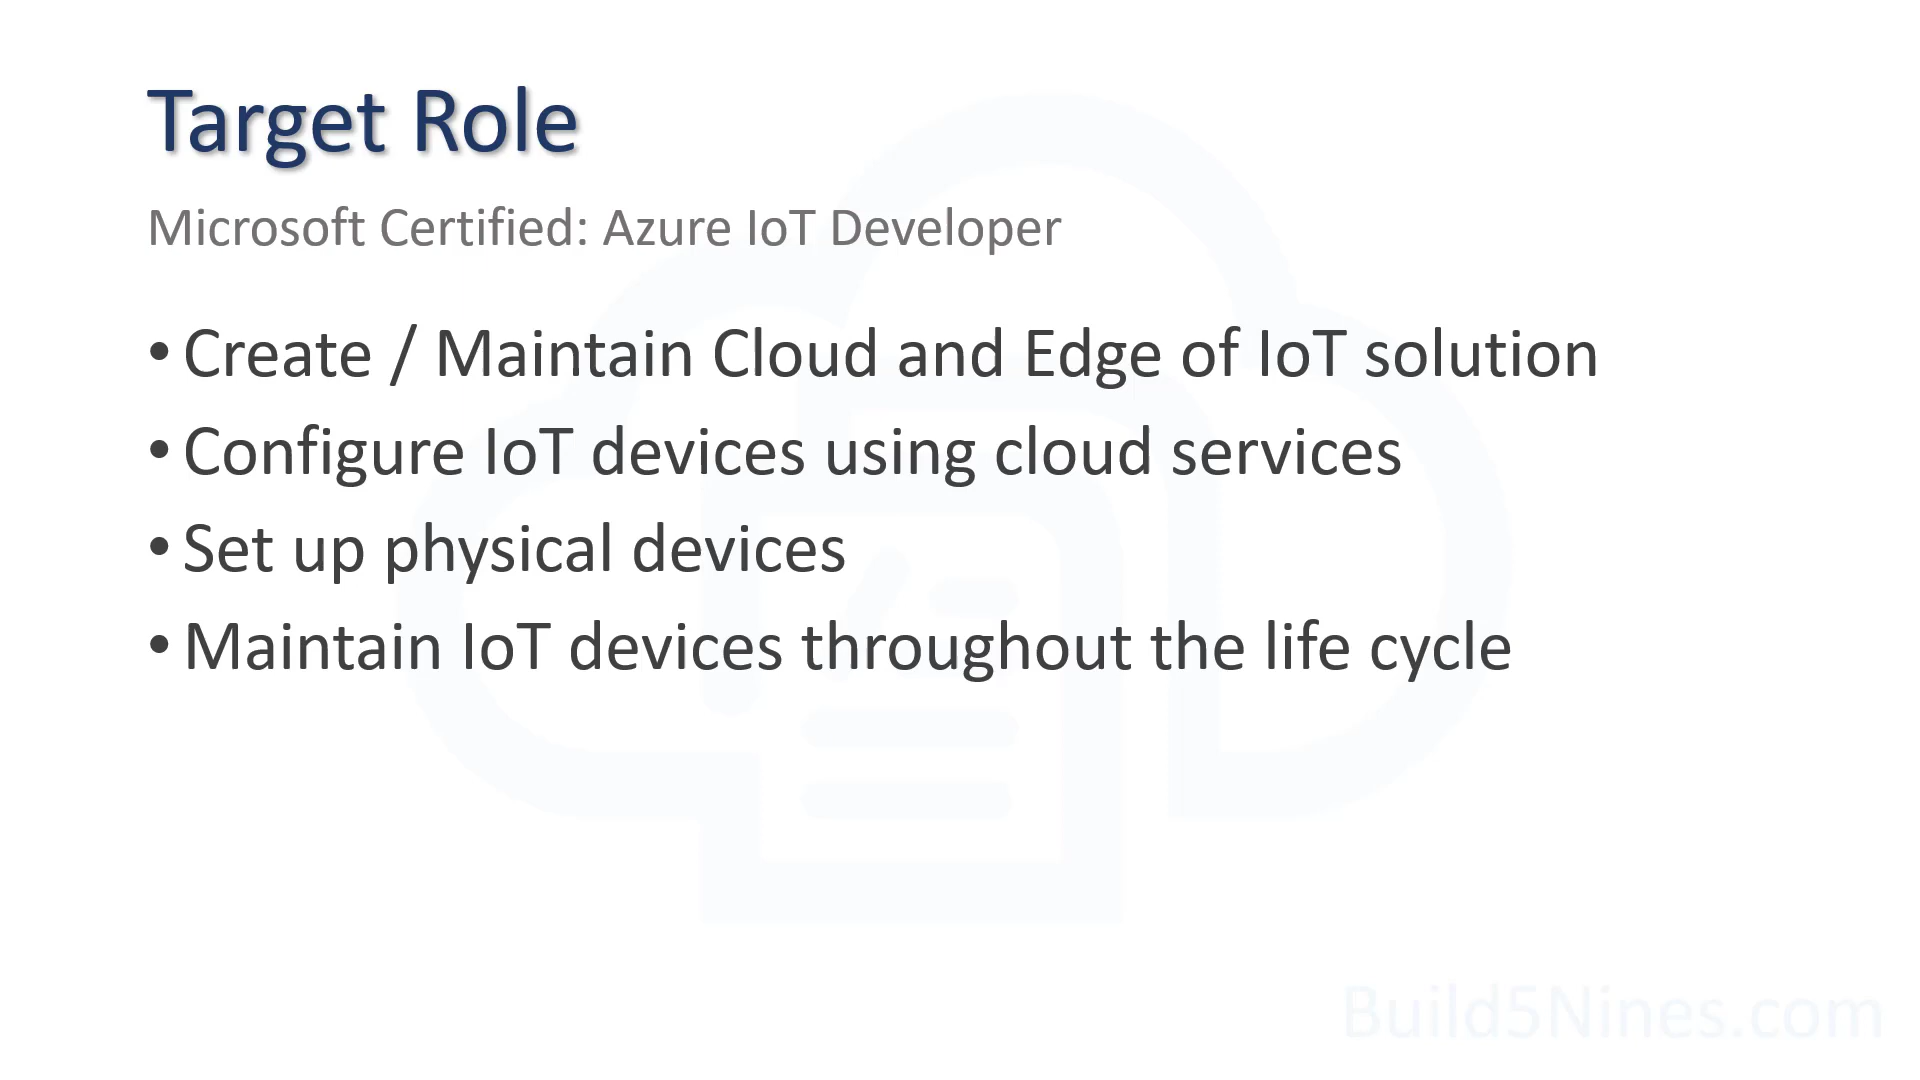 Target Role
Microsoft Certified: Azure IoT Developer
• Create / Maintain Cloud and Edge of IoT solution
• Configure IoT devices using cloud services
• Set up physical devices
• Maintain IoT devices throughout the life cycle
Build5Nines.com